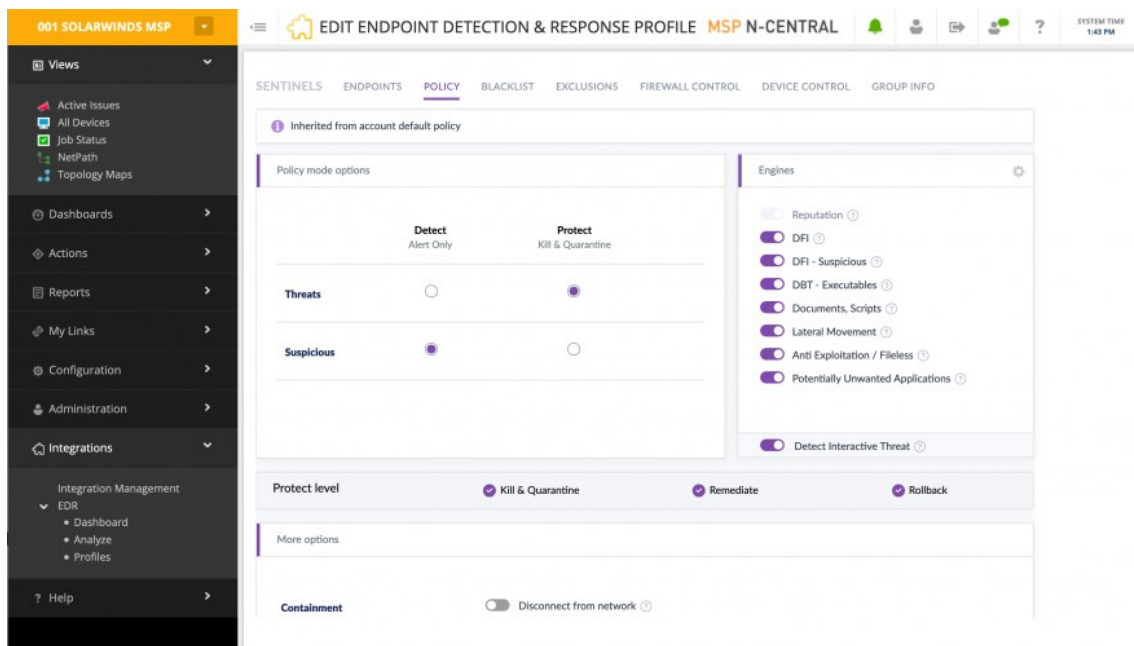 001 SOLARWINDS MSP
EDIT ENDPOINT DETECTION & RESPONSE PROFILE MSP N-CENTRAL
?
SYSTEM TIME
1:43 PM
Views
Active Issues
All Devices
Job Status
NetPath
Topology Maps
Dashboards
Actions
Reports
My Links
Configuration
Administration
Integrations
Integration Management
EDR
• Dashboard
• Analyze
• Profiles
? Help
SENTINELS ENDPOINTS POLICY BLACKLIST EXCLUSIONS FIREWALL CONTROL DEVICE CONTROL GROUP INFO
Inherited from account default policy
Policy mode options
Detect Protect
Alert Only Kill & Quarantine
Threats
Suspicious
Engines
Reputation ?
DFI ?
DFI - Suspicious ?
DBT - Executables ?
Documents, Scripts ?
Lateral Movement ?
Anti Exploitation / Fileless ?
Potentially Unwanted Applications ?
Detect Interactive Threat ?
Protect level Kill & Quarantine Remediate Rollback
More options
Containment Disconnect from network ?